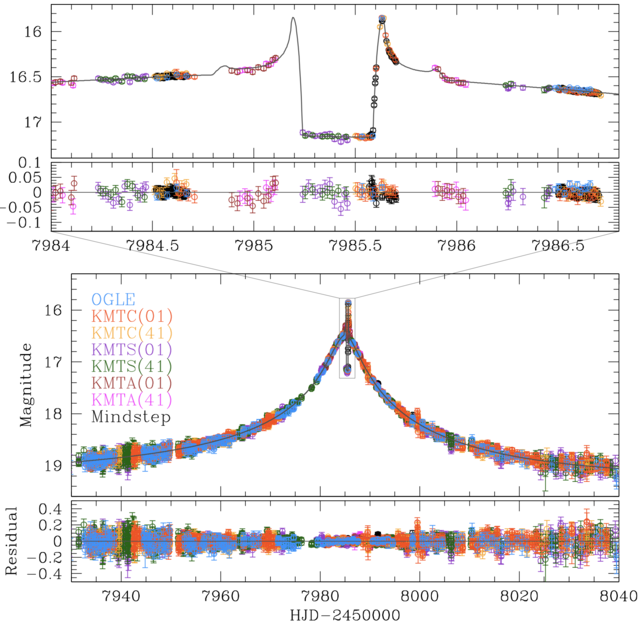 16
16.5
17
0.1
0.05
0
−0.05
−0.1
7984 7984.5 7985 7985.5 7986 7986.5
OGLE
KMTC(01)
KMTC(41)
KMTS(01)
KMTS(41)
KMTA(01)
KMTA(41)
Mindstep
16
17
18
19
Magnitude
0.4
0.2
0
−0.2
−0.4
Residual
7940 7960 7980 8000 8020 8040
HJD−2450000